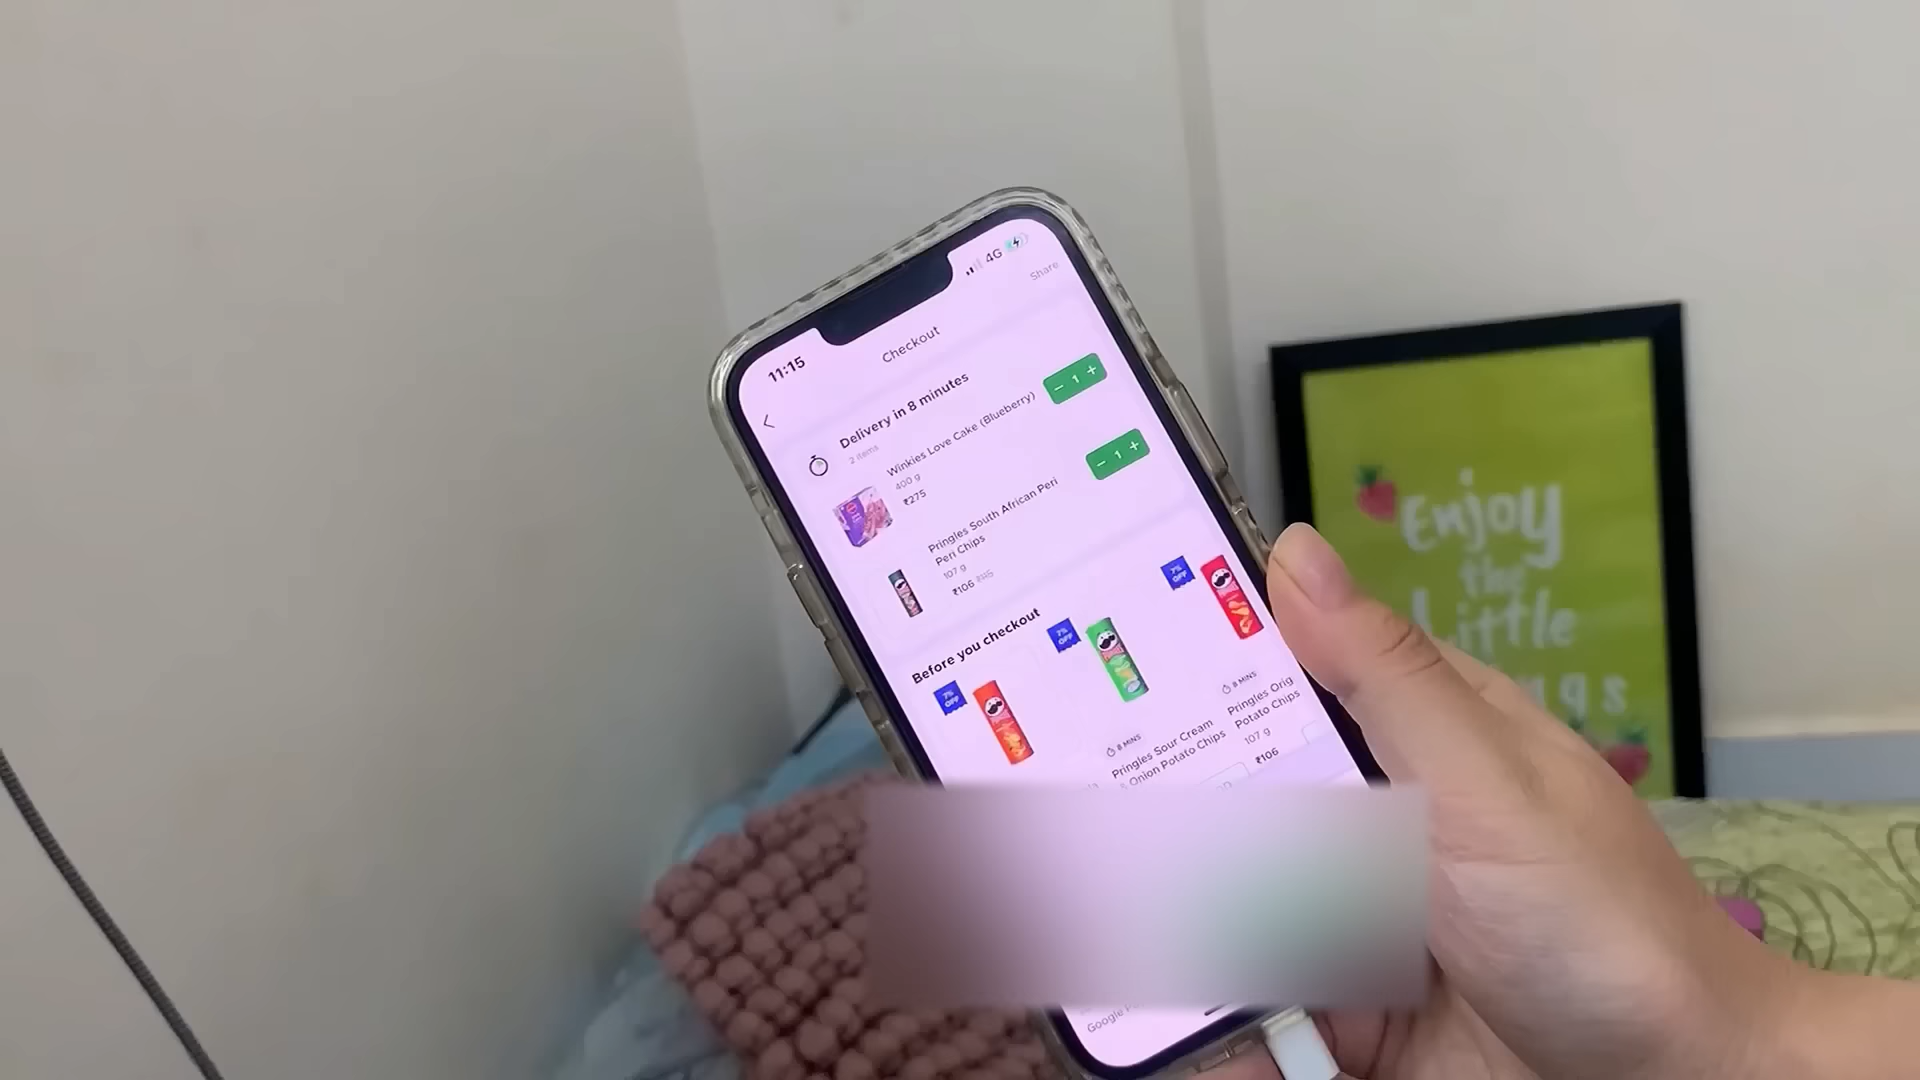 11:15
4G
Share
Checkout
Delivery in 8 minutes
2 items
Winkies Love Cake (Blueberry)
400 g
₹275
− 1 +
Pringles South African Peri
Peri Chips
107 g
₹106
− 1 +
Before you checkout
7%
OFF
7%
OFF
7%
OFF
8 MINS
Pringles Sour Cream
& Onion Potato Chips
8 MINS
Pringles Orig
Potato Chips
107 g
₹106
Google
Enjoy
the
Little